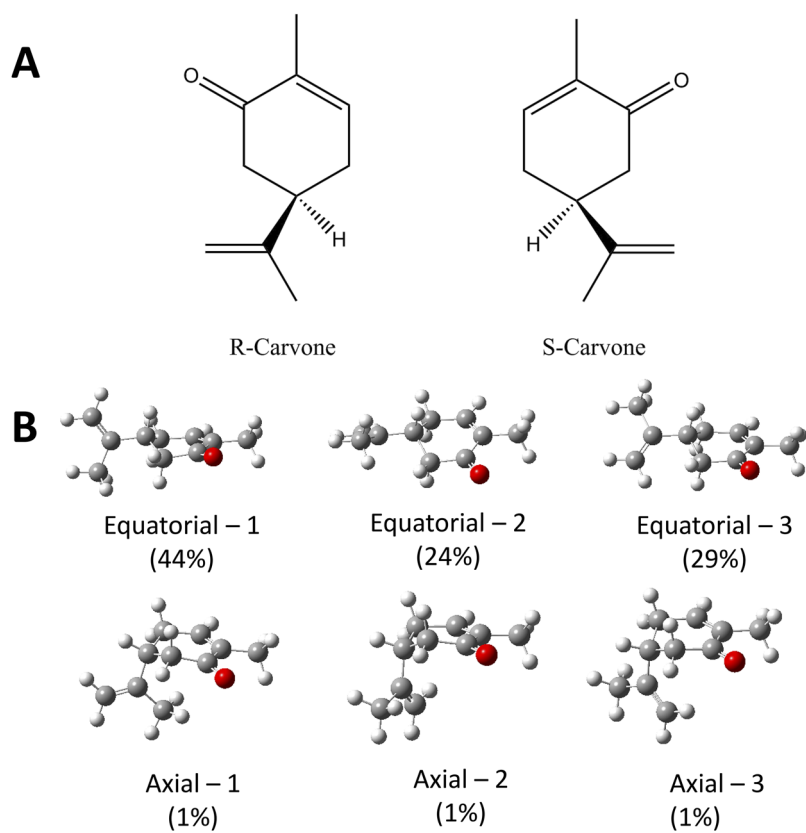 A
O
H
R-Carvone
O
H
S-Carvone
B
Equatorial – 1
(44%)
Equatorial – 2
(24%)
Equatorial – 3
(29%)
Axial – 1
(1%)
Axial – 2
(1%)
Axial – 3
(1%)